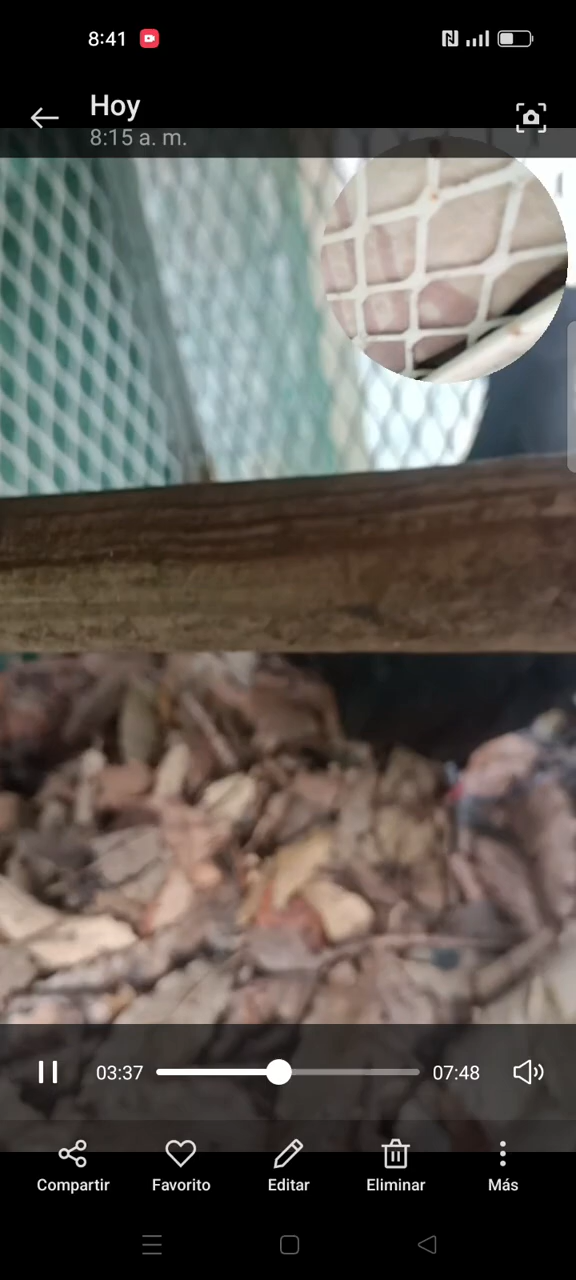 8:41
Hoy
8:15 a. m.
03:37
07:48
Compartir
Favorito
Editar
Eliminar
Más